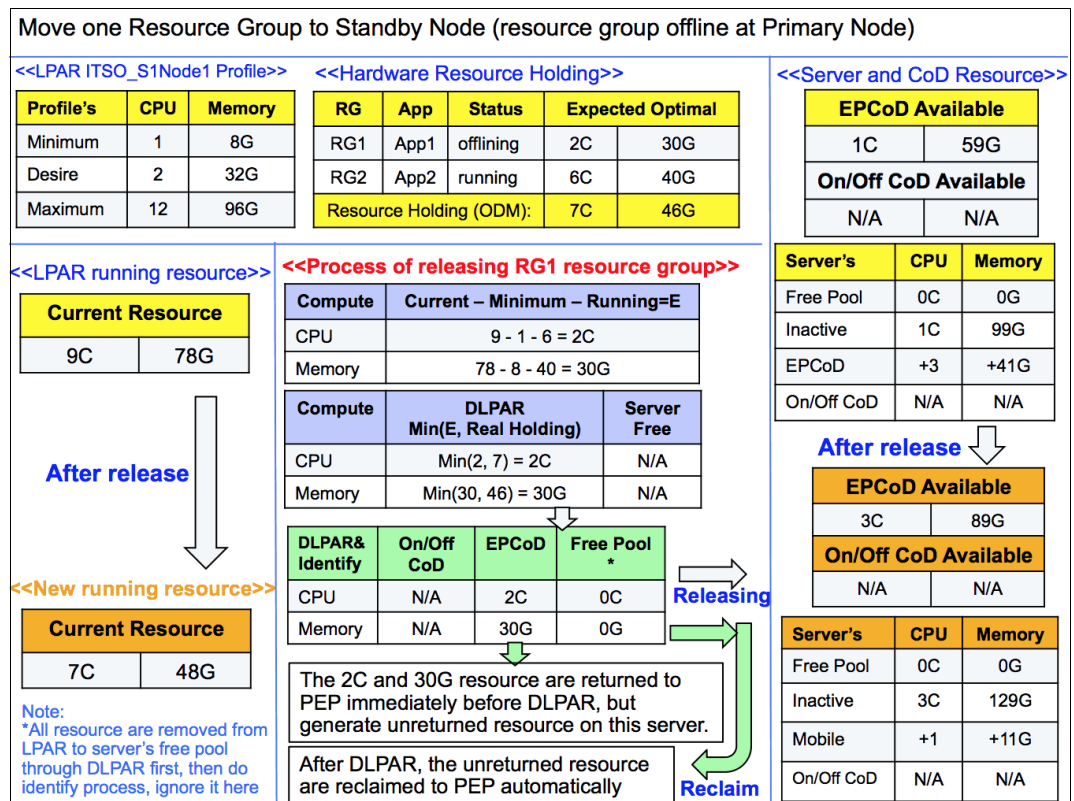 Move one Resource Group to Standby Node (resource group offline at Primary Node)
<<LPAR ITSO_S1Node1 Profile>>
Profile's CPU Memory
Minimum 1 8G
Desire 2 32G
Maximum 12 96G
<<Hardware Resource Holding>>
RG App Status Expected Optimal
RG1 App1 offlining 2C 30G
RG2 App2 running 6C 40G
Resource Holding (ODM): 7C 46G
<<Server and CoD Resource>>
EPCoD Available
1C 59G
On/Off CoD Available
N/A N/A
Server's CPU Memory
Free Pool 0C 0G
Inactive 1C 99G
EPCoD +3 +41G
On/Off CoD N/A N/A
After release
EPCoD Available
3C 89G
On/Off CoD Available
N/A N/A
Server's CPU Memory
Free Pool 0C 0G
Inactive 3C 129G
Mobile +1 +11G
On/Off CoD N/A N/A
<<LPAR running resource>>
Current Resource
9C 78G
After release
<<New running resource>>
Current Resource
7C 48G
Note:
*All resource are removed from
LPAR to server's free pool
through DLPAR first, then do
identify process, ignore it here
<<Process of releasing RG1 resource group>>
Compute Current – Minimum – Running=E
CPU 9 - 1 - 6 = 2C
Memory 78 - 8 - 40 = 30G
Compute DLPAR Server
Min(E, Real Holding) Free
CPU Min(2, 7) = 2C N/A
Memory Min(30, 46) = 30G N/A
DLPAR& On/Off EPCoD Free Pool
Identify CoD *
CPU N/A 2C 0C
Memory N/A 30G 0G
Releasing
The 2C and 30G resource are returned to
PEP immediately before DLPAR, but
generate unreturned resource on this server.
After DLPAR, the unreturned resource
are reclaimed to PEP automatically
Reclaim